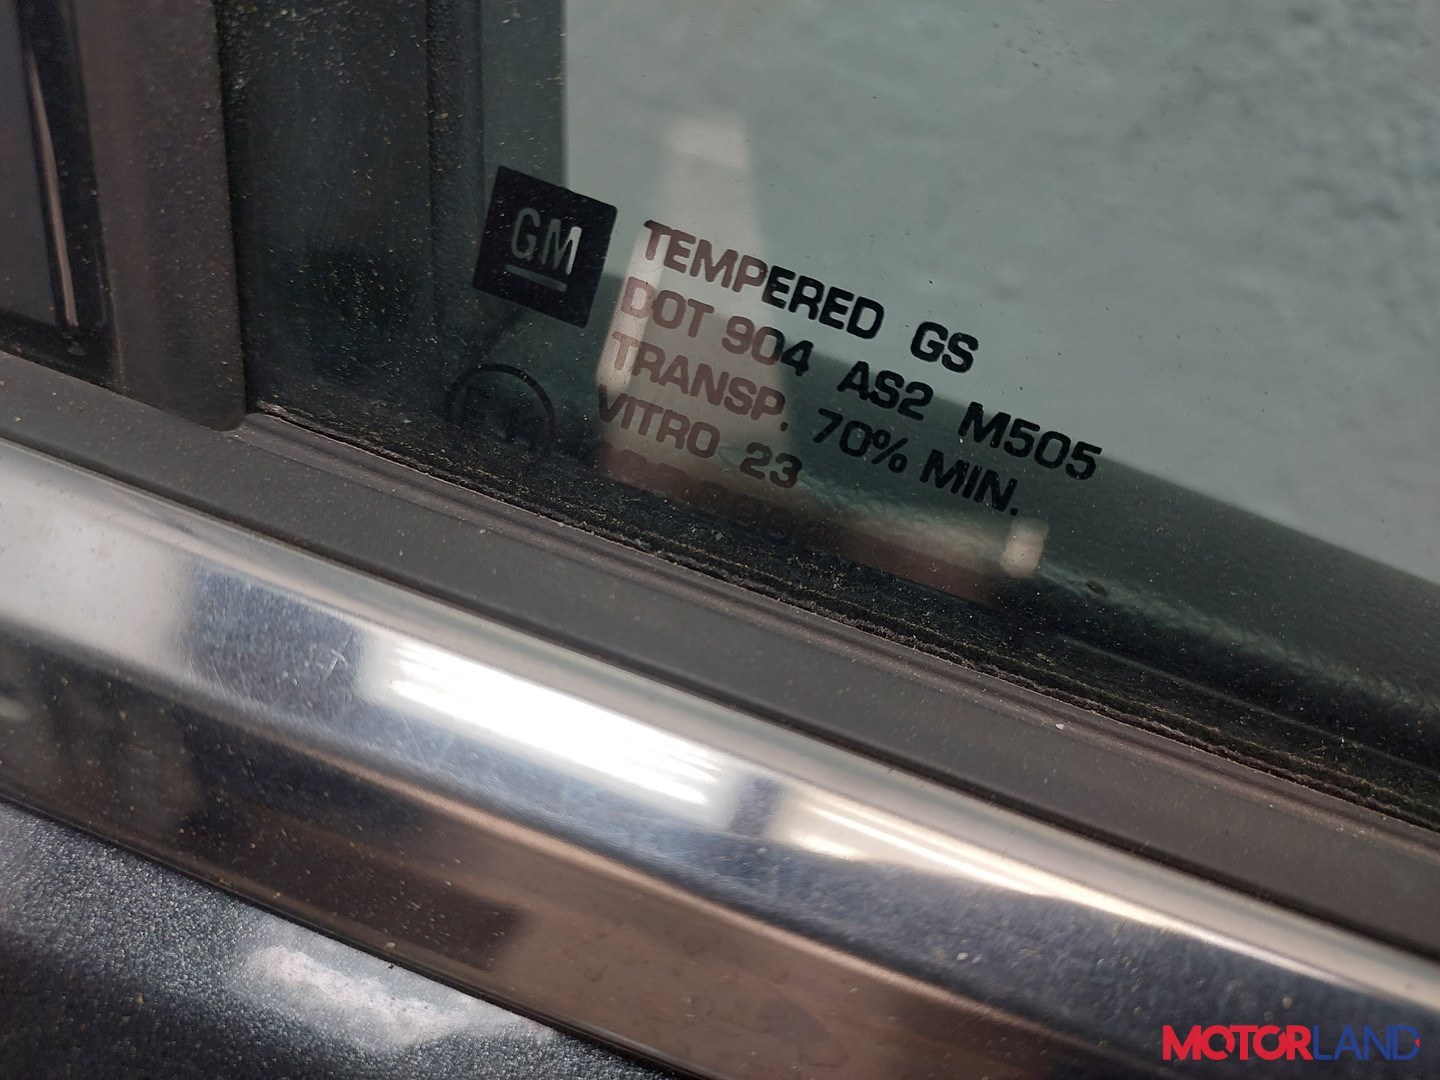 GM
TEMPERED GS
DOT 904 AS2 M505
TRANSP. 70% MIN.
VITRO 23
MOTORLAND